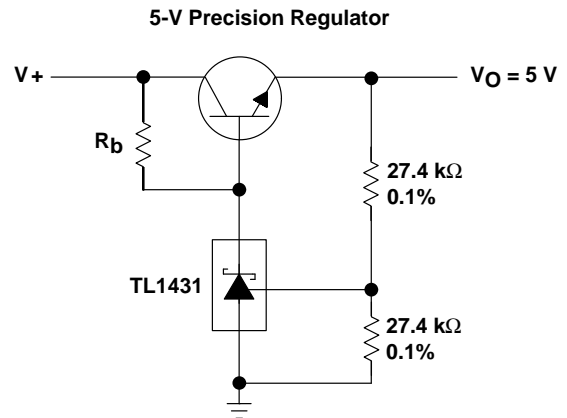 5-V Precision Regulator
V+
VO = 5 V
Rb
27.4 kΩ
0.1%
TL1431
27.4 kΩ
0.1%